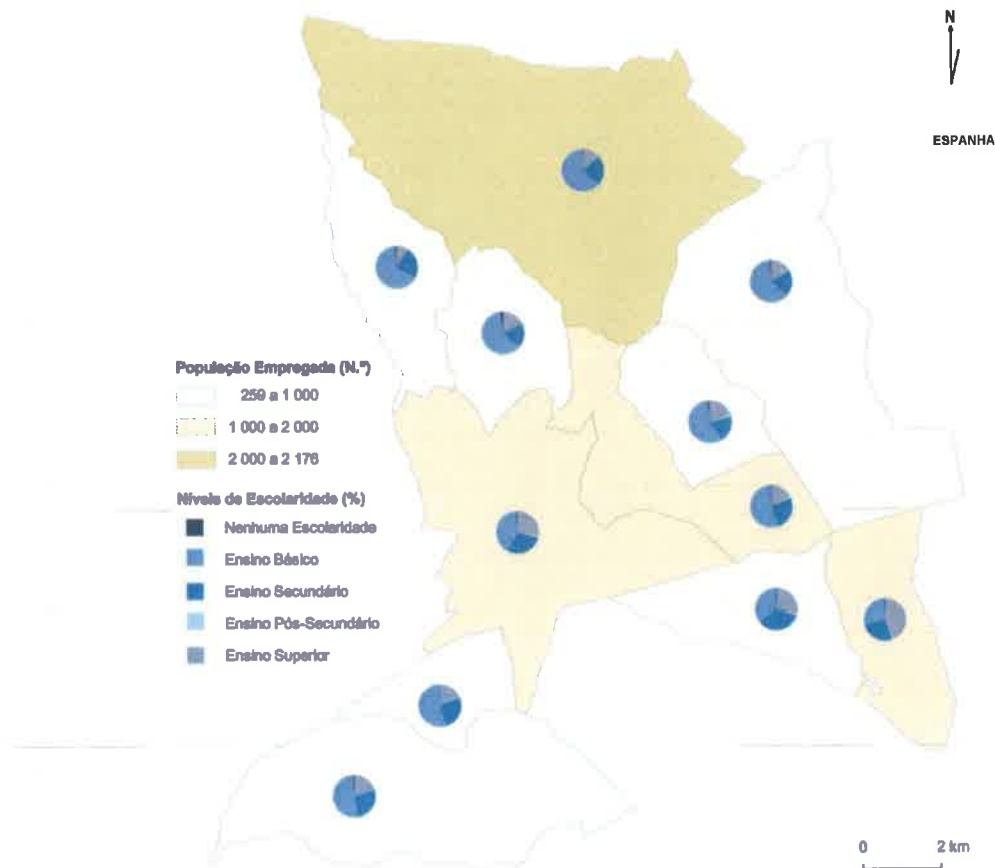 N
ESPANHA
População Empregada (N.º)
259 a 1 000
1 000 a 2 000
2 000 a 2 176
Níveis de Escolaridade (%)
Nenhuma Escolaridade
Ensino Básico
Ensino Secundário
Ensino Pós-Secundário
Ensino Superior
0 2 km